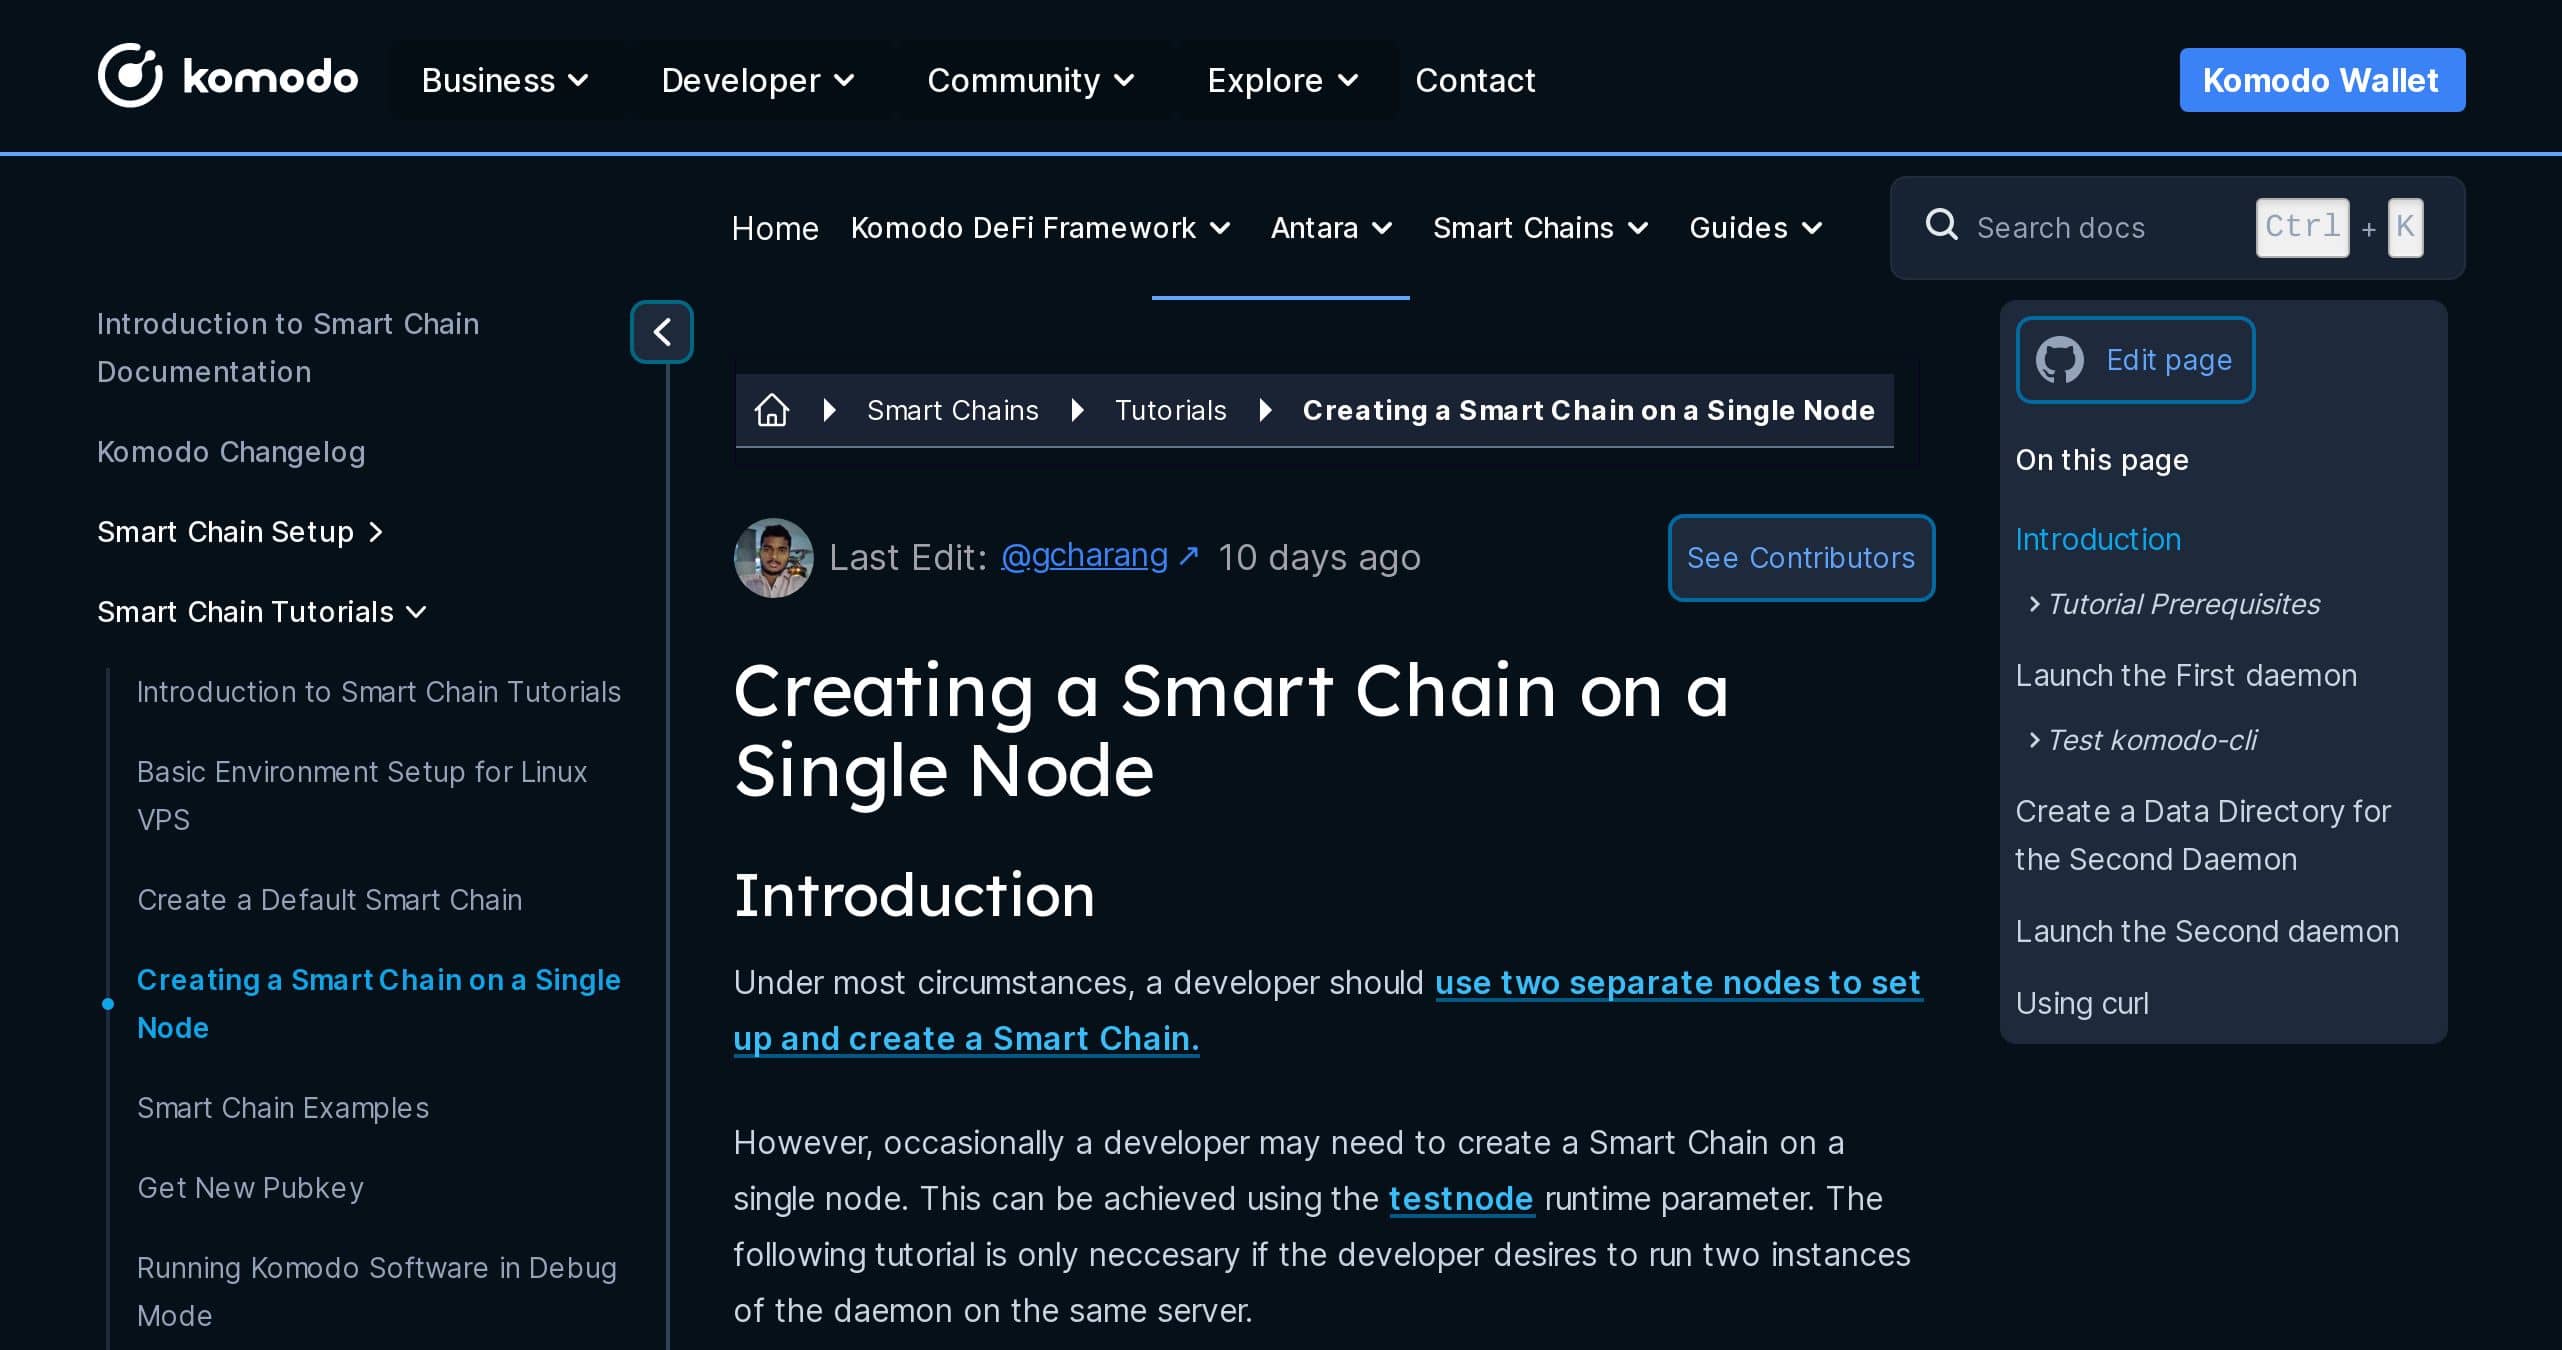 komodo
Business
Developer
Community
Explore
Contact
Komodo Wallet
Home
Komodo DeFi Framework
Antara
Smart Chains
Guides
Search docs
Ctrl + K
Introduction to Smart Chain
Documentation
Komodo Changelog
Smart Chain Setup
Smart Chain Tutorials
Introduction to Smart Chain Tutorials
Basic Environment Setup for Linux
VPS
Create a Default Smart Chain
Creating a Smart Chain on a Single
Node
Smart Chain Examples
Get New Pubkey
Running Komodo Software in Debug
Mode
Smart Chains
Tutorials
Creating a Smart Chain on a Single Node
Last Edit: @gcharang ↗ 10 days ago
See Contributors
Creating a Smart Chain on a
Single Node
Introduction
Under most circumstances, a developer should use two separate nodes to set
up and create a Smart Chain.
However, occasionally a developer may need to create a Smart Chain on a
single node. This can be achieved using the testnode runtime parameter. The
following tutorial is only neccesary if the developer desires to run two instances
of the daemon on the same server.
Edit page
On this page
Introduction
Tutorial Prerequisites
Launch the First daemon
Test komodo-cli
Create a Data Directory for
the Second Daemon
Launch the Second daemon
Using curl